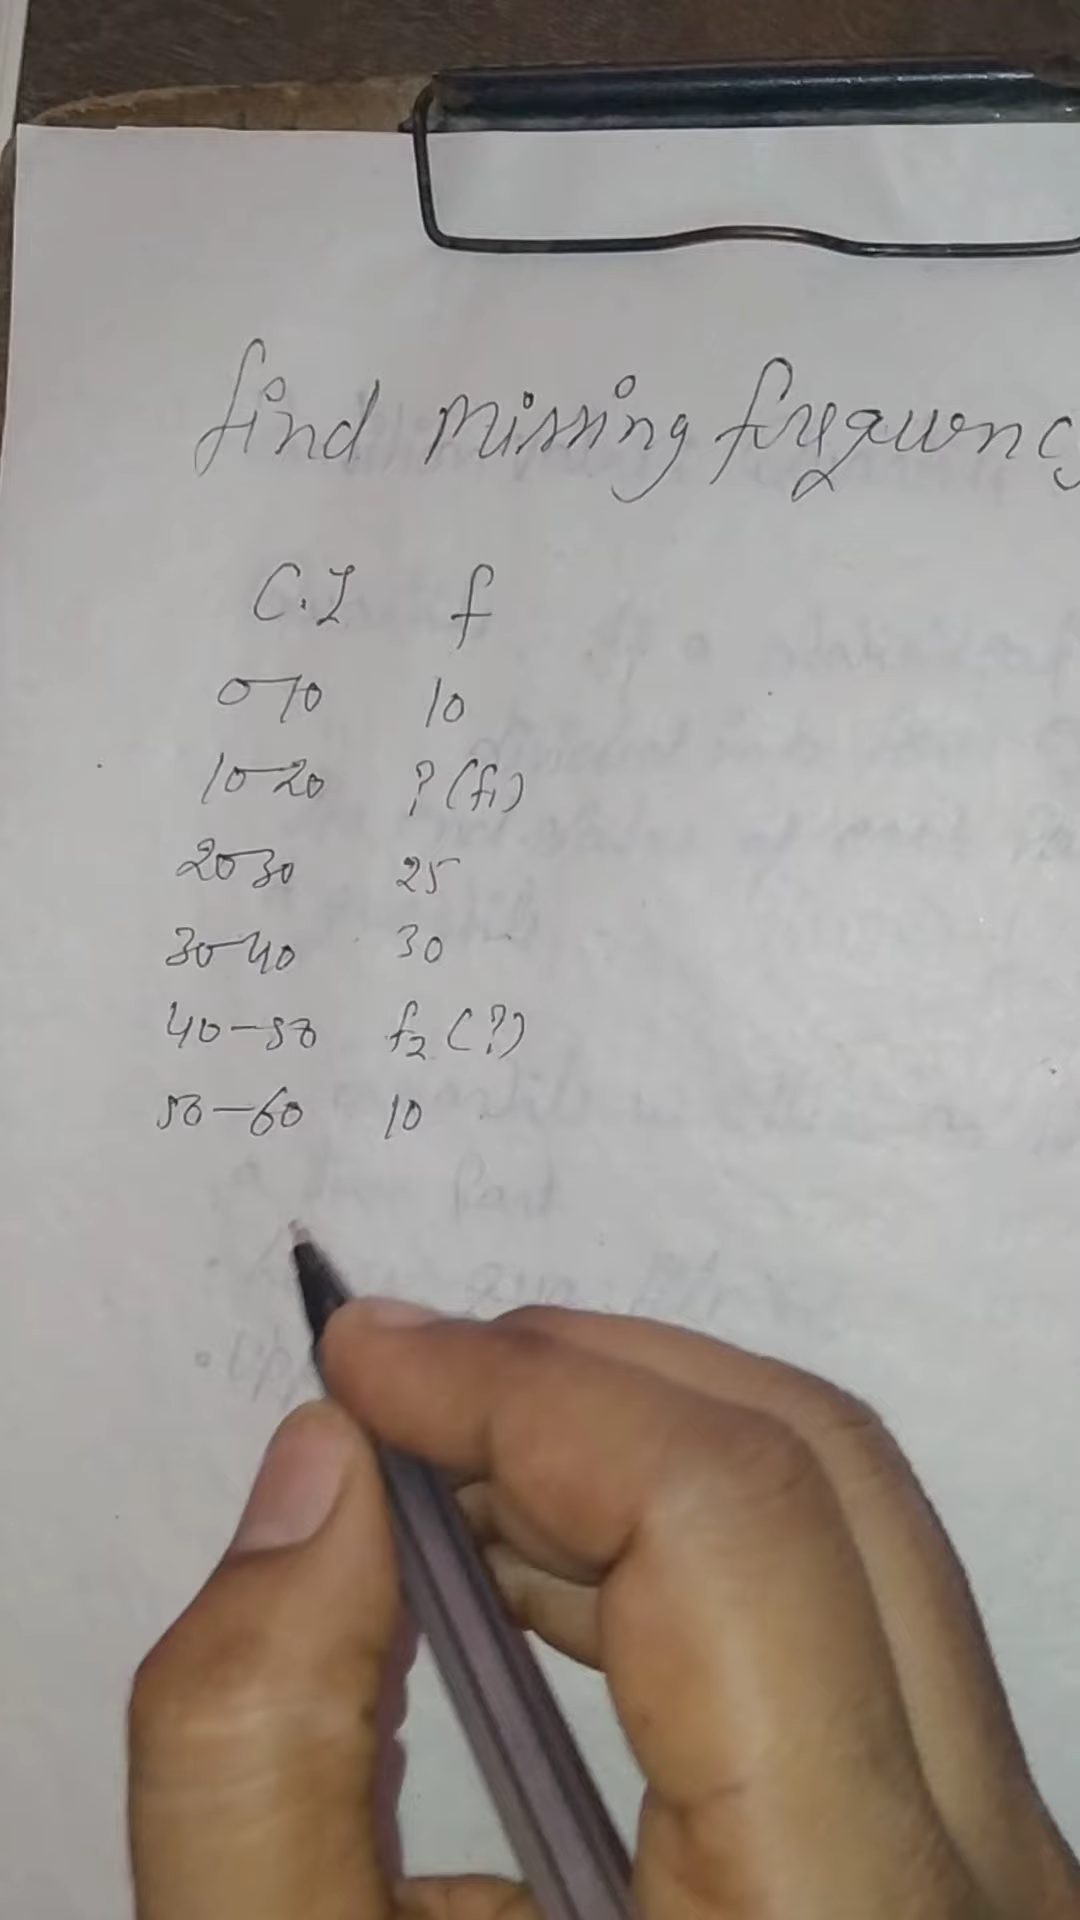 find missing frequency
C.I f
0-10 10
10-20 ? (f1)
20-30 25
30-40 30
40-50 f2 (?)
50-60 10